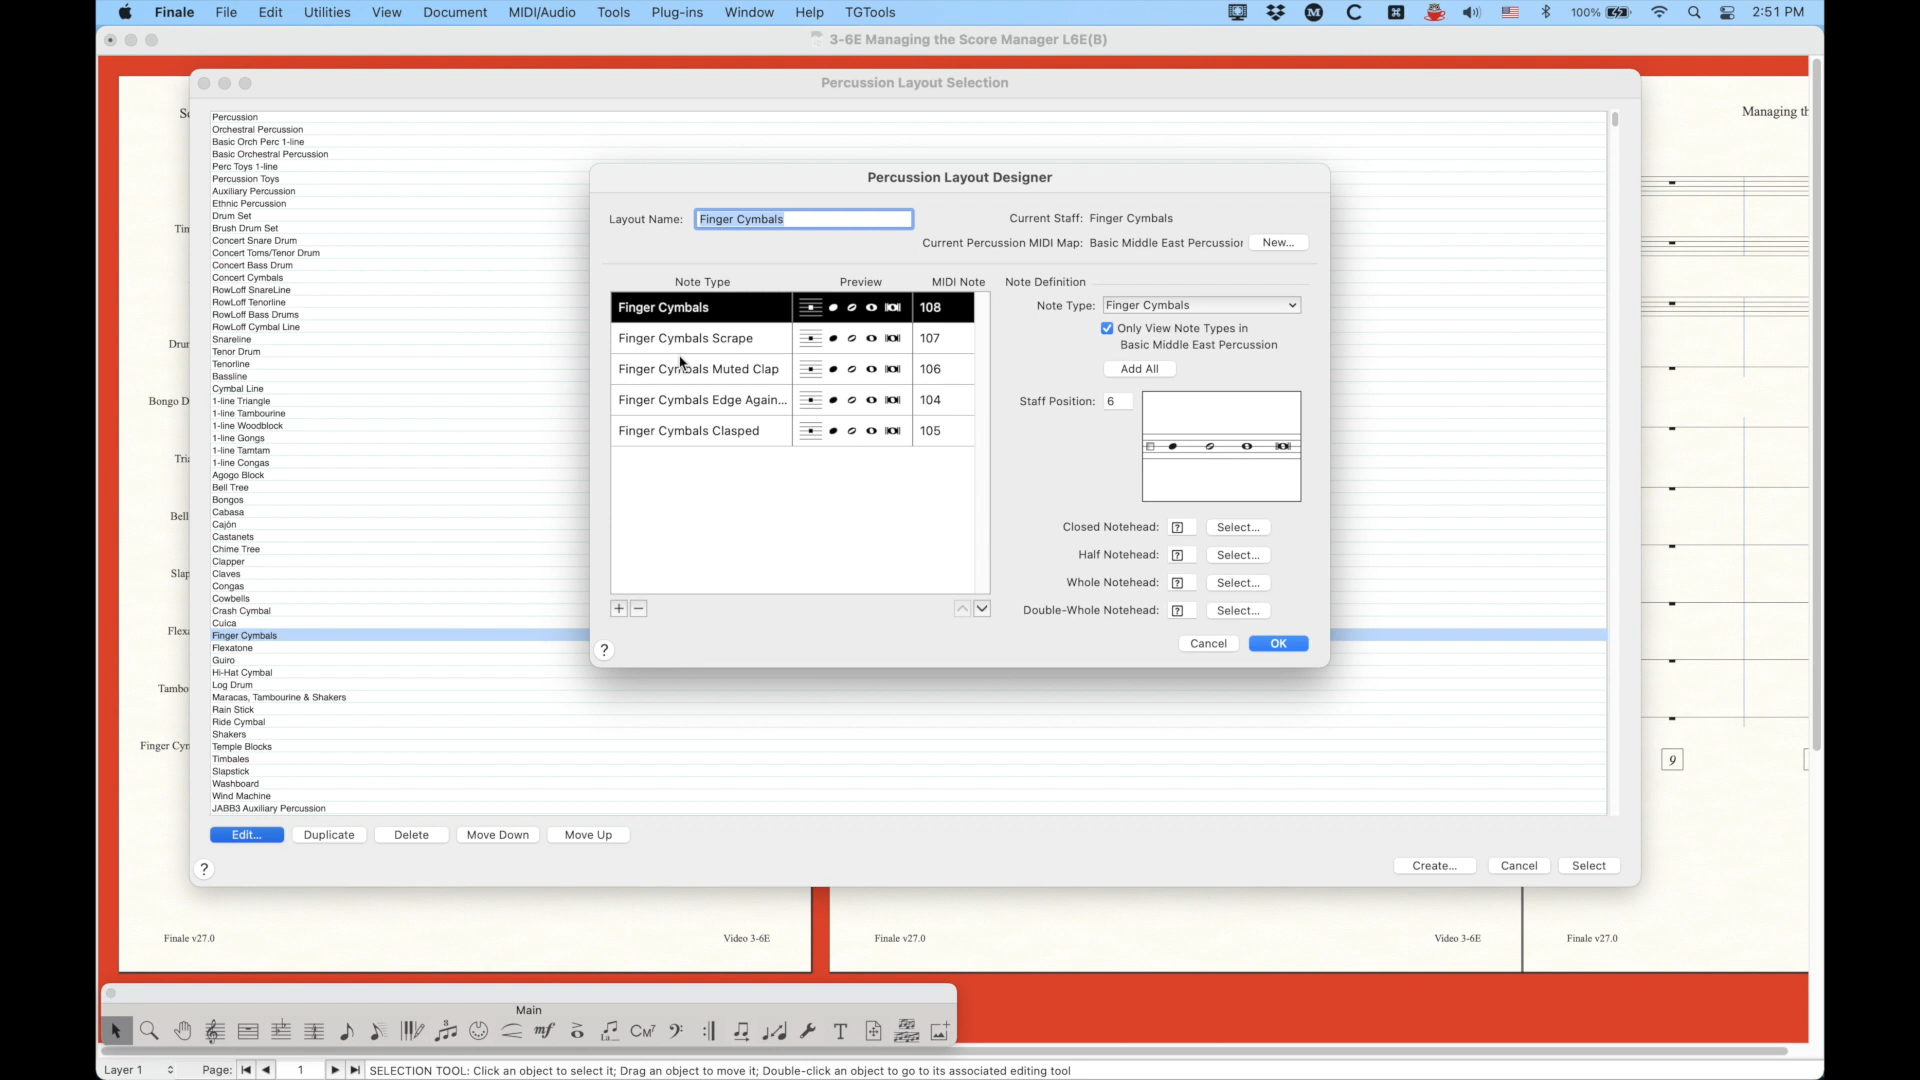 Finale File Edit Utilities View Document MIDI/Audio Tools Plug-ins Window Help TGTools 100% 2:51 PM
3-6E Managing the Score Manager L6E(B)
Percussion Layout Selection
Managing th
Percussion
Orchestral Percussion
Basic Orch Perc 1-line
Basic Orchestral Percussion
Perc Toys 1-line
Percussion Toys
Auxiliary Percussion
Ethnic Percussion
Drum Set
Brush Drum Set
Concert Snare Drum
Concert Toms/Tenor Drum
Concert Bass Drum
Concert Cymbals
RowLoff SnareLine
RowLoff Tenorline
RowLoff Bass Drums
RowLoff Cymbal Line
Snareline
Tenor Drum
Tenorline
Bassline
Cymbal Line
1-line Triangle
1-line Tambourine
1-line Woodblock
1-line Gongs
1-line Tamtam
1-line Congas
Agogo Block
Bell Tree
Bongos
Cabasa
Cajón
Castanets
Chime Tree
Clapper
Claves
Congas
Cowbells
Crash Cymbal
Cuica
Finger Cymbals
Flexatone
Guiro
Hi-Hat Cymbal
Log Drum
Maracas, Tambourine & Shakers
Rain Stick
Ride Cymbal
Shakers
Temple Blocks
Timbales
Slapstick
Washboard
Wind Machine
JABB3 Auxiliary Percussion
Sc
Tim
Drur
Bongo D
Tria
Bell
Slap
Flexa
Tambo
Finger Cyn
Percussion Layout Designer
Layout Name: Finger Cymbals
Current Staff: Finger Cymbals
Current Percussion MIDI Map: Basic Middle East Percussior New...
Note Type Preview MIDI Note
Finger Cymbals 108
Finger Cymbals Scrape 107
Finger Cymbals Muted Clap 106
Finger Cymbals Edge Again... 104
Finger Cymbals Clasped 105
Note Definition
Note Type: Finger Cymbals
Only View Note Types in
Basic Middle East Percussion
Add All
Staff Position: 6
Closed Notehead: ? Select...
Half Notehead: ? Select...
Whole Notehead: ? Select...
Double-Whole Notehead: ? Select...
+ −
?
Cancel OK
9
Edit... Duplicate Delete Move Down Move Up
?
Create... Cancel Select
Finale v27.0 Video 3-6E Finale v27.0 Video 3-6E Finale v27.0
Main
mf CM7 T
Layer 1 Page: 1 SELECTION TOOL: Click an object to select it; Drag an object to move it; Double-click an object to go to its associated editing tool